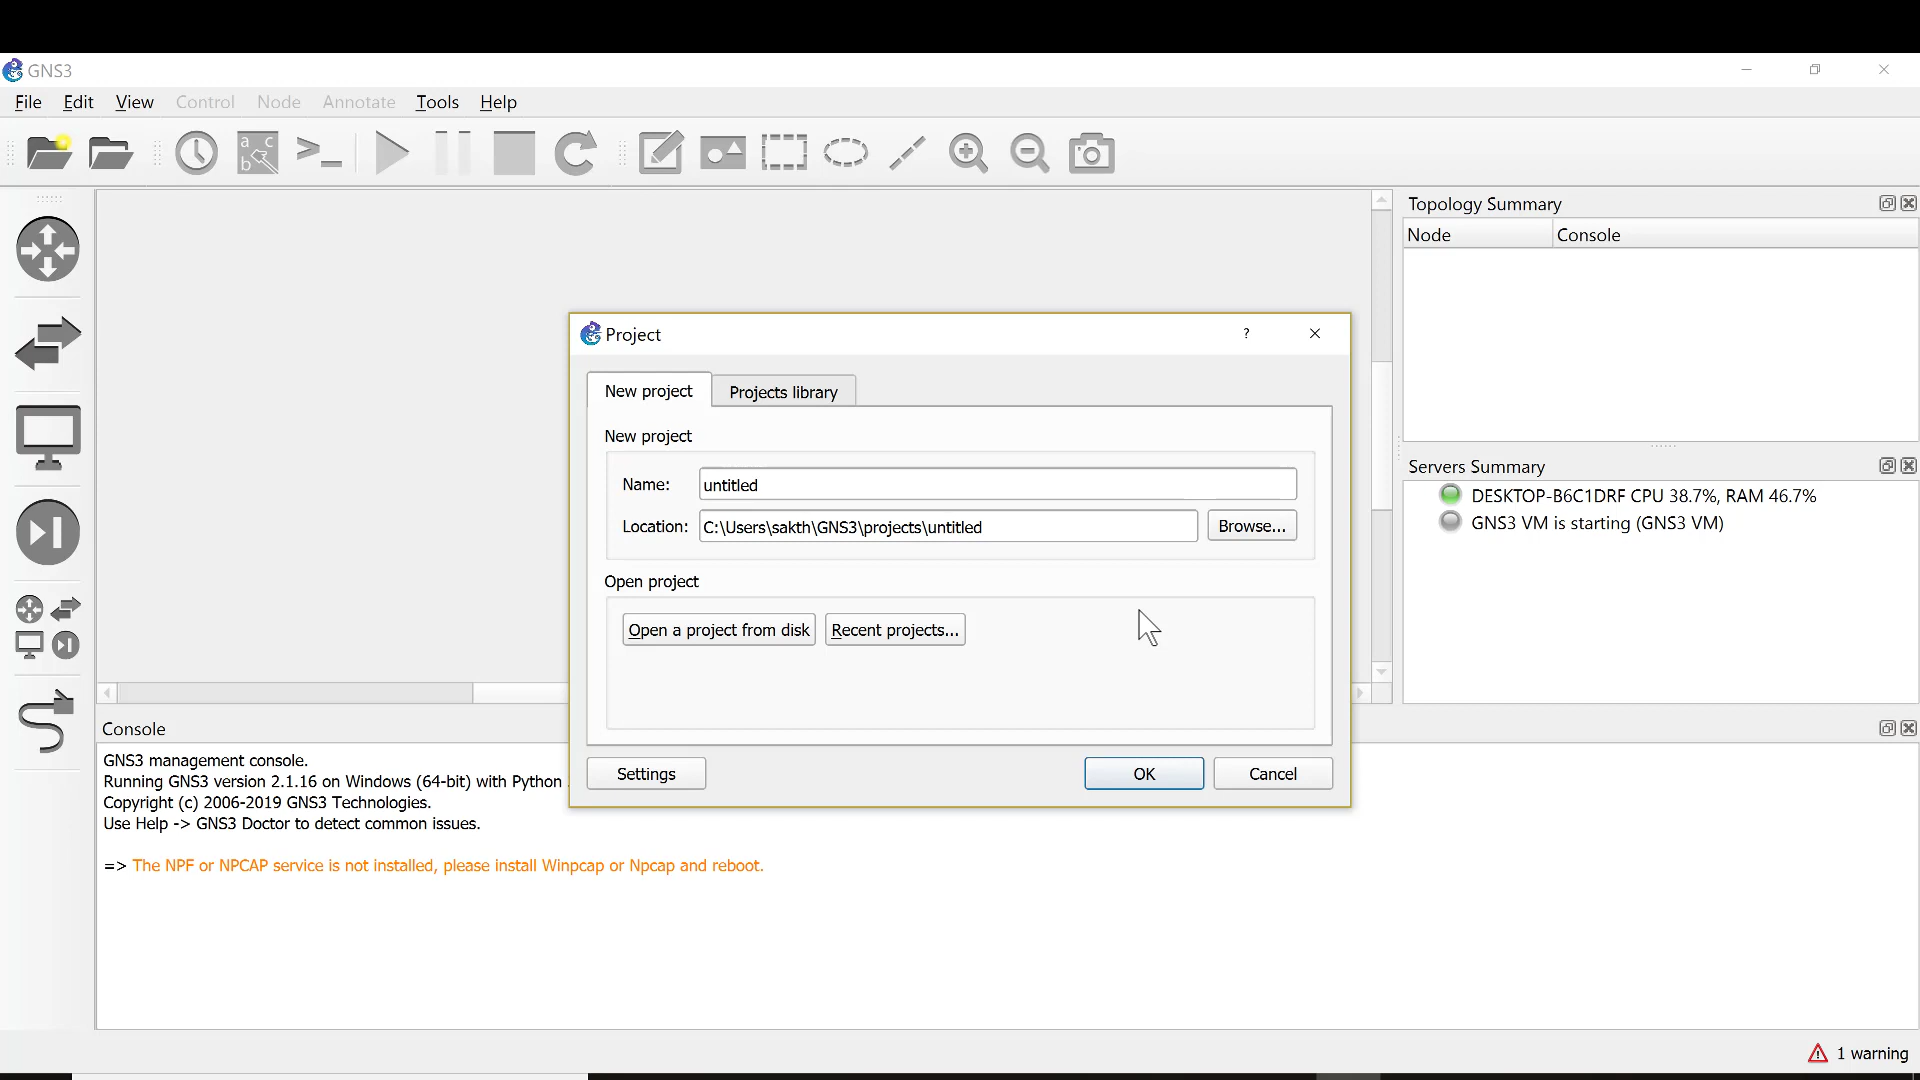 GNS3
File Edit View Control Node Annotate Tools Help
a c
b
Topology Summary
Node Console
Project
?
New project Projects library
New project
Name: untitled
Location: C:\Users\sakth\GNS3\projects\untitled Browse...
Open project
Open a project from disk Recent projects...
Settings OK Cancel
Servers Summary
DESKTOP-B6C1DRF CPU 38.7%, RAM 46.7%
GNS3 VM is starting (GNS3 VM)
Console
GNS3 management console.
Running GNS3 version 2.1.16 on Windows (64-bit) with Python
Copyright (c) 2006-2019 GNS3 Technologies.
Use Help -> GNS3 Doctor to detect common issues.
=> The NPF or NPCAP service is not installed, please install Winpcap or Npcap and reboot.
1 warning